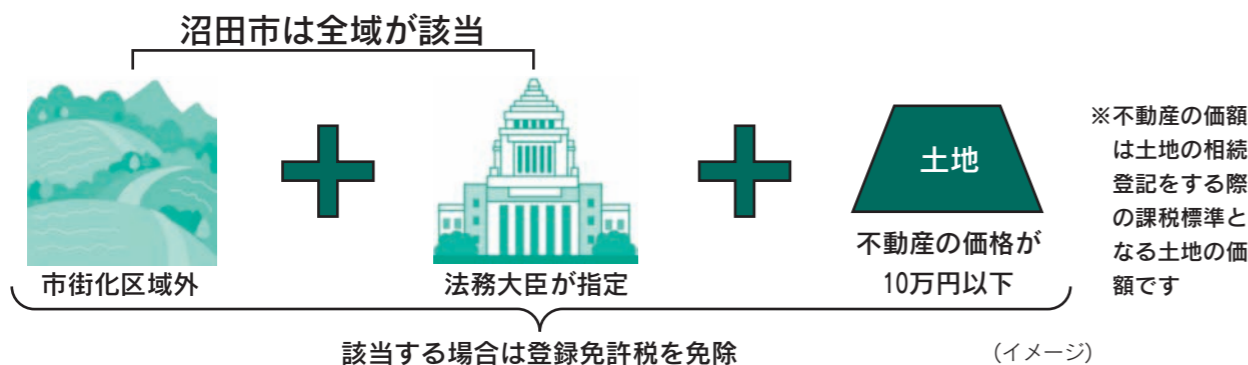 沼田市は全域が該当
市街化区域外
法務大臣が指定
土地
不動産の価格が
10万円以下
※不動産の価額
は土地の相続
登記をする際
の課税標準と
なる土地の価
額です
該当する場合は登録免許税を免除
(イメージ)